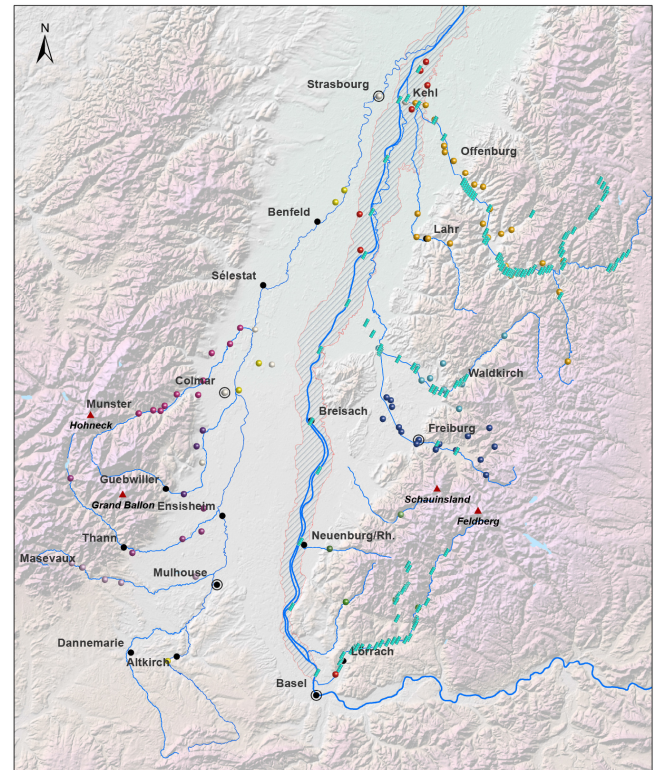 N
Strasbourg
Kehl
Offenburg
Benfeld
Lahr
Sélestat
Colmar
Waldkirch
Munster
Hohneck
Breisach
Freiburg
Guebwiller
Grand Ballon
Ensisheim
Schauinsland
Feldberg
Thann
Neuenburg/Rh.
Masevaux
Mulhouse
Dannemarie
Altkirch
Lörrach
Basel